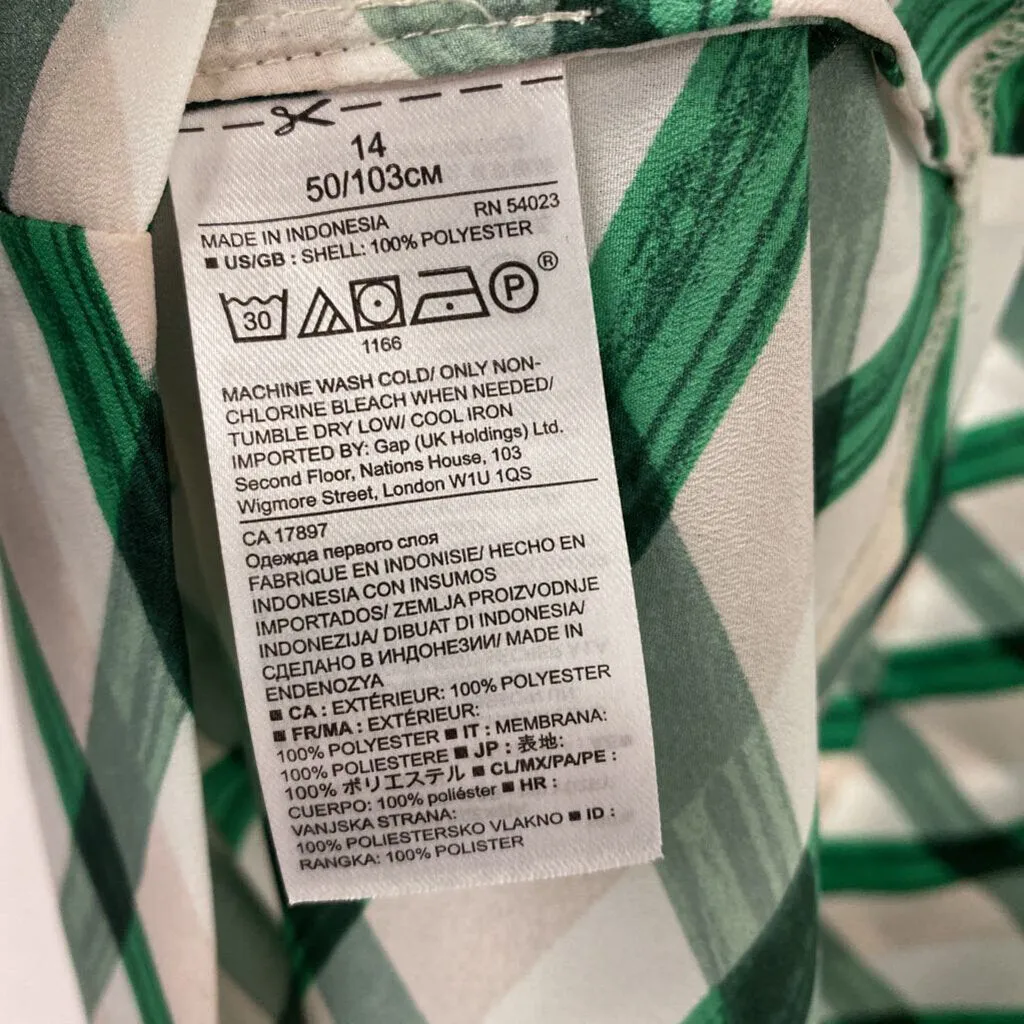 14
50/103CM
RN 54023
MADE IN INDONESIA
■ US/GB : SHELL: 100% POLYESTER
30 P ®
1166
MACHINE WASH COLD/ ONLY NON-
CHLORINE BLEACH WHEN NEEDED/
TUMBLE DRY LOW/ COOL IRON
IMPORTED BY: Gap (UK Holdings) Ltd.
Second Floor, Nations House, 103
Wigmore Street, London W1U 1QS
CA 17897
Одежда первого слоя
FABRIQUE EN INDONISIE/ HECHO EN
INDONESIA CON INSUMOS
IMPORTADOS/ ZEMLJA PROIZVODNJE
INDONEZIJA/ DIBUAT DI INDONESIA/
СДЕЛАНО В ИНДОНЕЗИИ/ MADE IN
ENDENOZYA
■ CA : EXTÉRIEUR: 100% POLYESTER
■ FR/MA : EXTÉRIEUR:
100% POLYESTER ■ IT : MEMBRANA:
100% POLIESTERE ■ JP : 表地:
100% ポリエステル ■ CL/MX/PA/PE :
CUERPO: 100% poliéster ■ HR :
VANJSKA STRANA:
100% POLIESTERSKO VLAKNO ■ ID :
RANGKA: 100% POLISTER